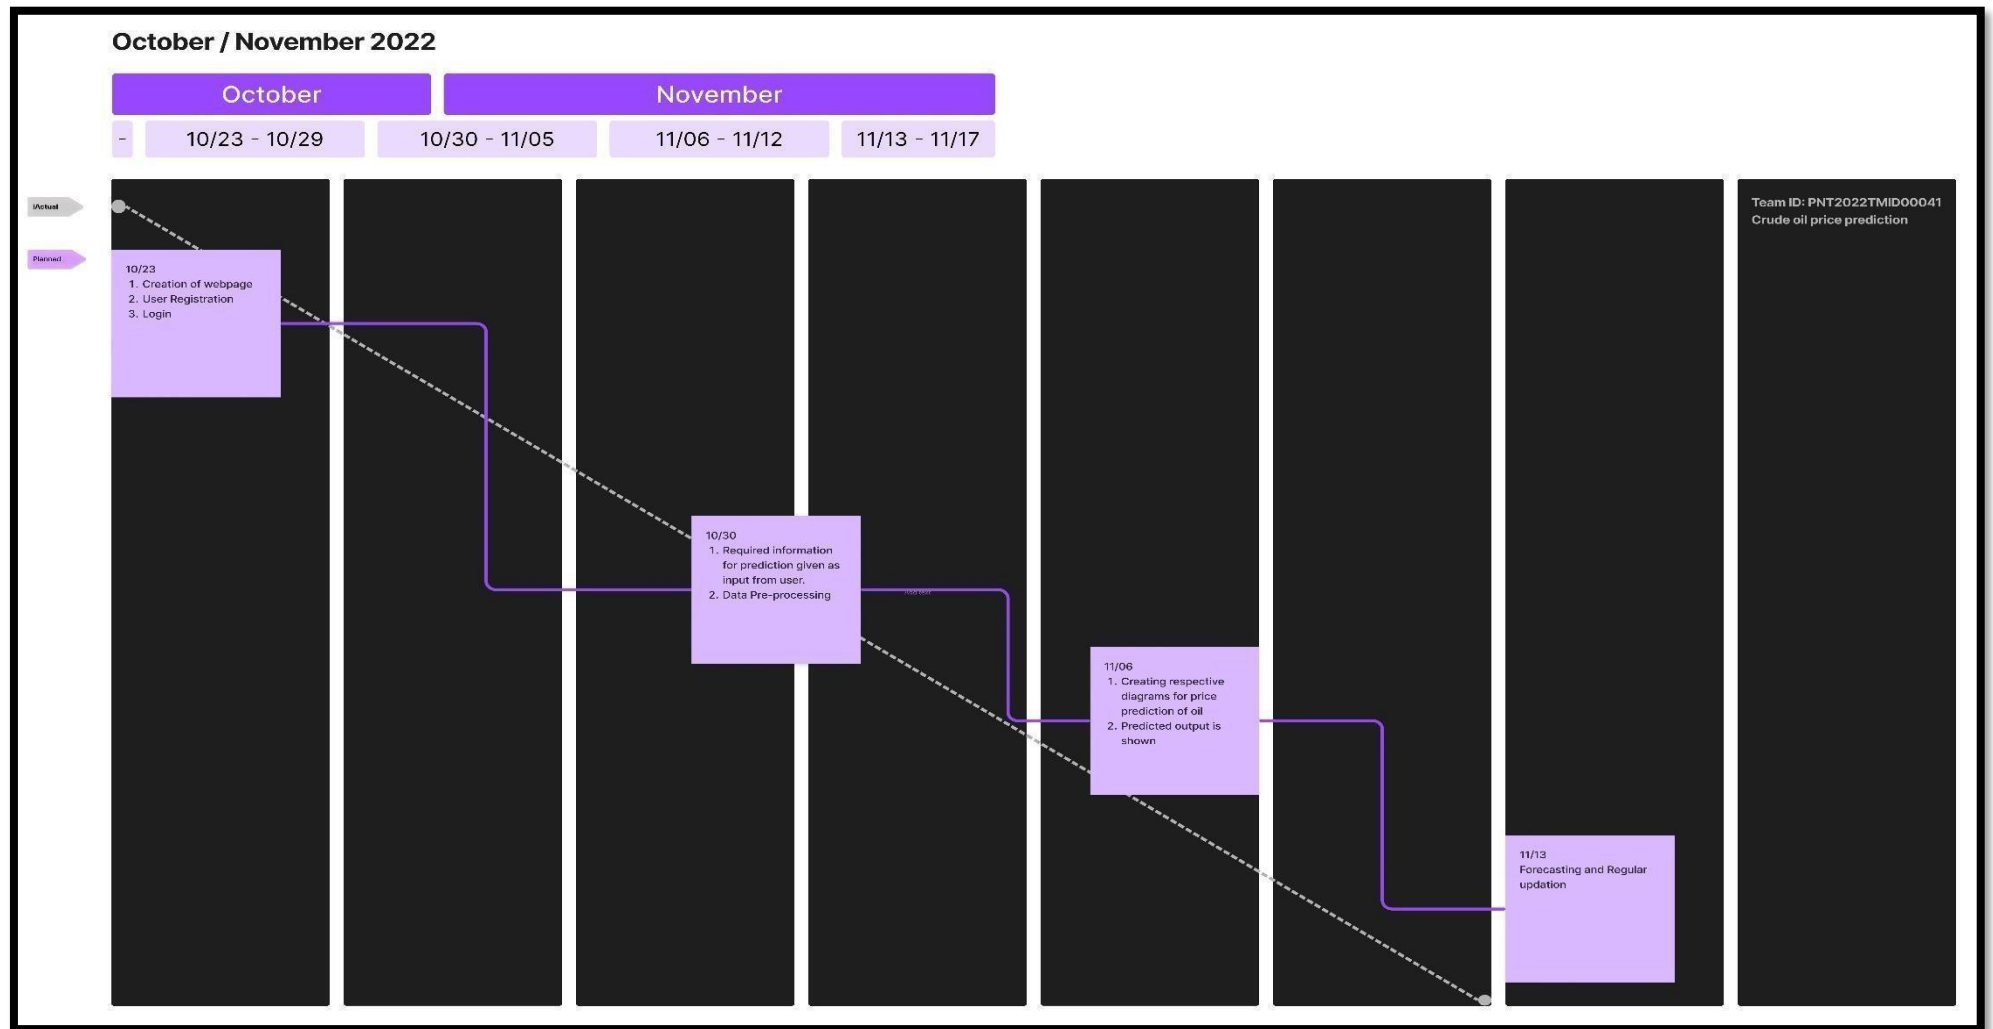 October / November 2022
October
November
-
10/23 - 10/29
10/30 - 11/05
11/06 - 11/12
11/13 - 11/17
Team ID: PNT2022TMID00041
Crude oil price prediction
iActual
Planned
10/23
1. Creation of webpage
2. User Registration
3. Login
10/30
1. Required information
for prediction given as
input from user.
2. Data Pre-processing
Add text
11/06
1. Creating respective
diagrams for price
prediction of oil
2. Predicted output is
shown
11/13
Forecasting and Regular
updation